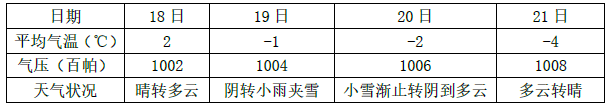 日期 18日 19日 20日 21日
平均气温（℃） 2 -1 -2 -4
气压（百帕） 1002 1004 1006 1008
天气状况 晴转多云 阴转小雨夹雪 小雪渐止转阴到多云 多云转晴